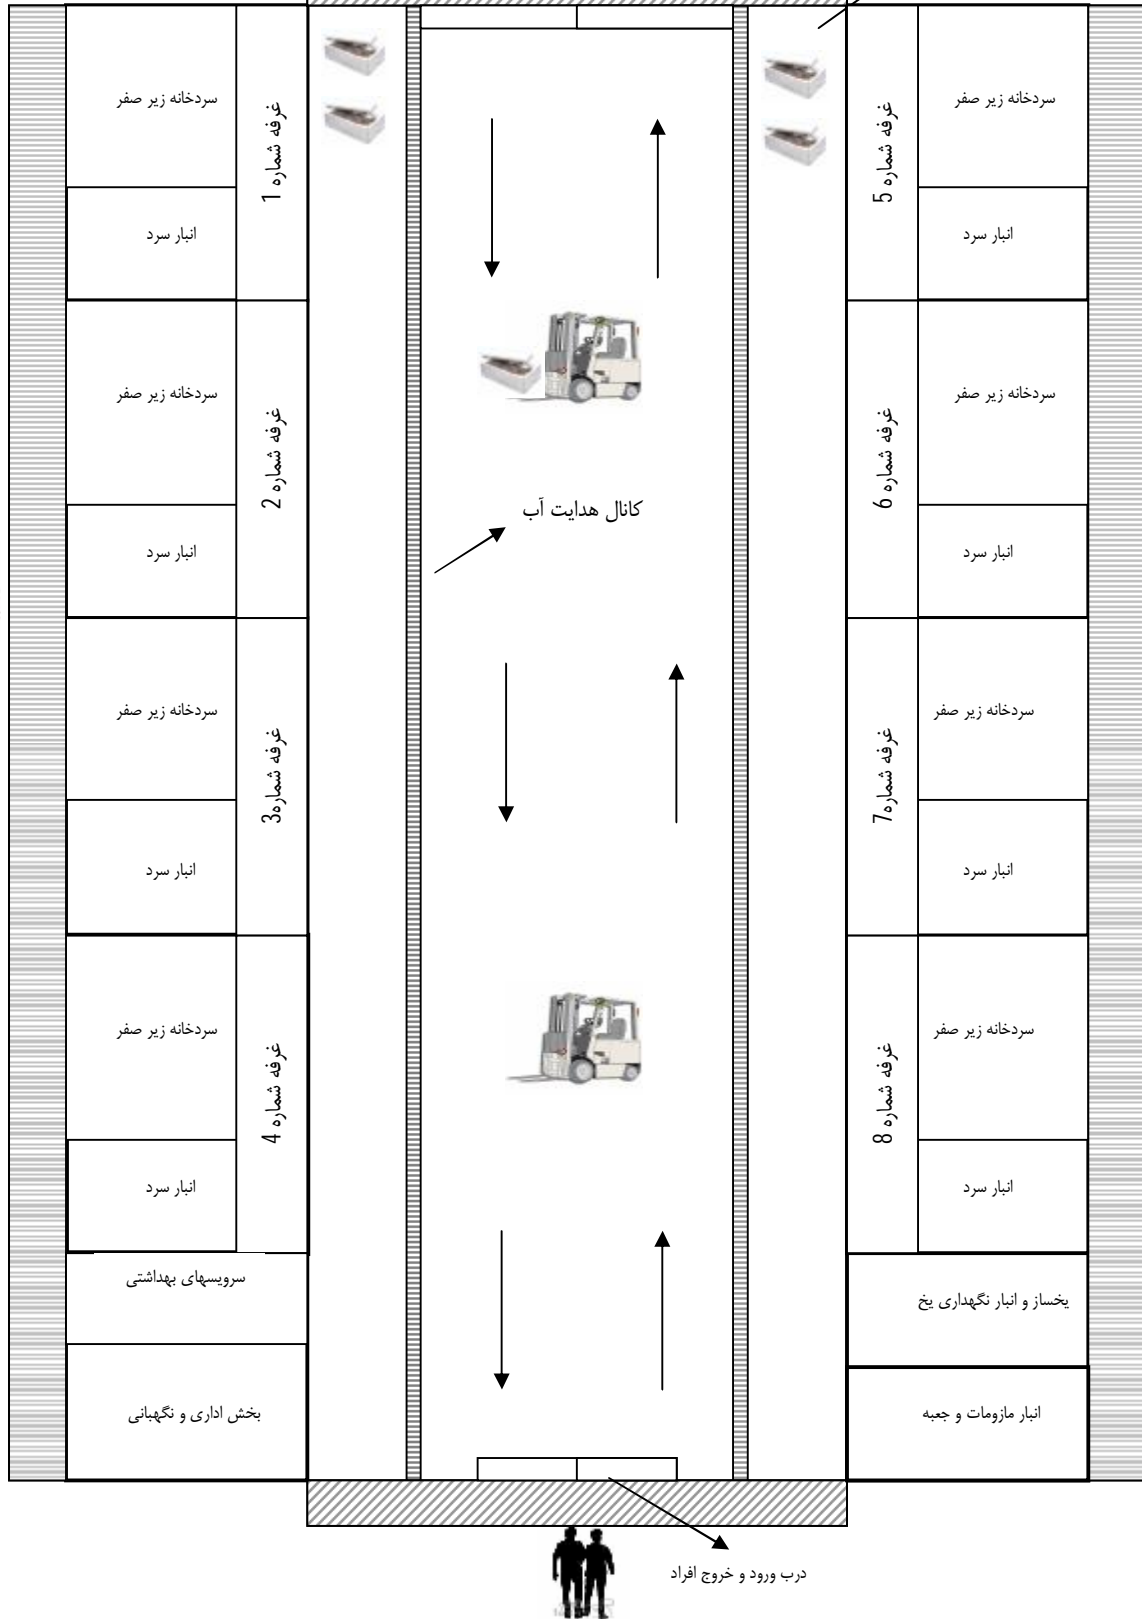 سردخانه زیر صفر
غرفه شماره 5
غرفه شماره 1
سردخانه زیر صفر
انبار سرد
انبار سرد
سردخانه زیر صفر
غرفه شماره 6
غرفه شماره 2
سردخانه زیر صفر
کانال هدایت آب
انبار سرد
انبار سرد
سردخانه زیر صفر
غرفه شماره7
غرفه شماره3
سردخانه زیر صفر
انبار سرد
انبار سرد
سردخانه زیر صفر
غرفه شماره 8
غرفه شماره 4
سردخانه زیر صفر
انبار سرد
انبار سرد
یخساز و انبار نگهداری یخ
سرویسهای بهداشتی
انبار مازومات و جعبه
بخش اداری و نگهبانی
درب ورود و خروج افراد